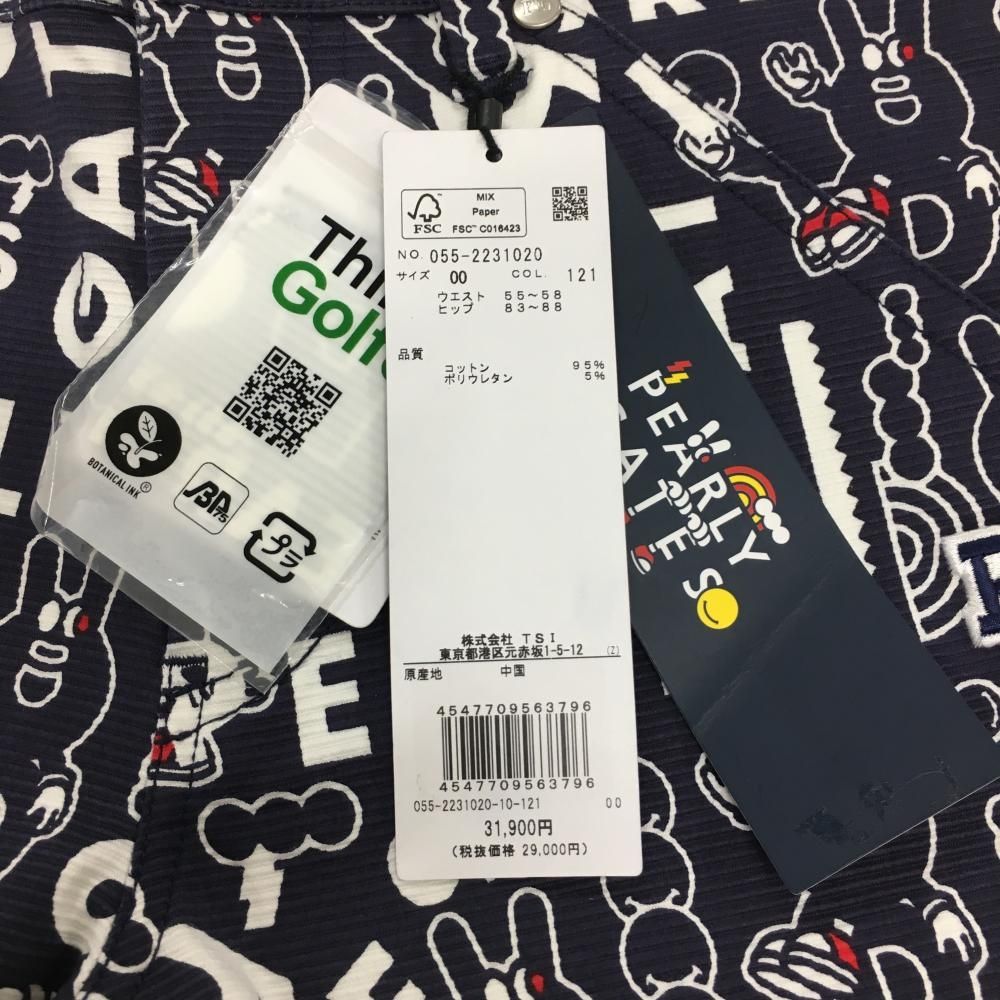 MIX
Paper
FSC™ C016423
FSC
NO. 055-2231020
サイズ 00 COL. 121
ウエスト 55～58
ヒップ 83～88
品質
コットン 95%
ポリウレタン 5%
株式会社 TSI
東京都港区元赤坂1-5-12 (Z)
原産地 中国
4547709563796
4547709563796
055-2231020-10-121 00
31,900円
(税抜価格 29,000円)
Golf
BOTANICAL INK®
プラ
PEARLY
GATES